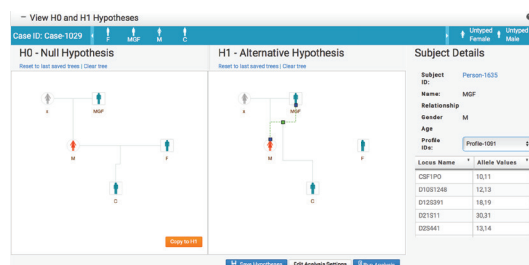 − View H0 and H1 Hypotheses
Case ID: Case-1029
F
MGF
M
C
Untyped Female
Untyped Male
H0 - Null Hypothesis
Reset to last saved trees | Clear tree
x
MGF
M
F
C
Copy to H1
H1 - Alternative Hypothesis
Reset to last saved trees | Clear tree
x
MGF
M
F
C
Subject Details
Subject ID: Person-1635
Name: MGF
Relationship
Gender M
Age
Profile IDs: Profile-1091
Locus Name Allele Values
CSF1PO 10,11
D10S1248 12,13
D12S391 18,19
D21S11 30,31
D2S441 13,14
Save Hypotheses Edit Analysis Settings Run Analysis